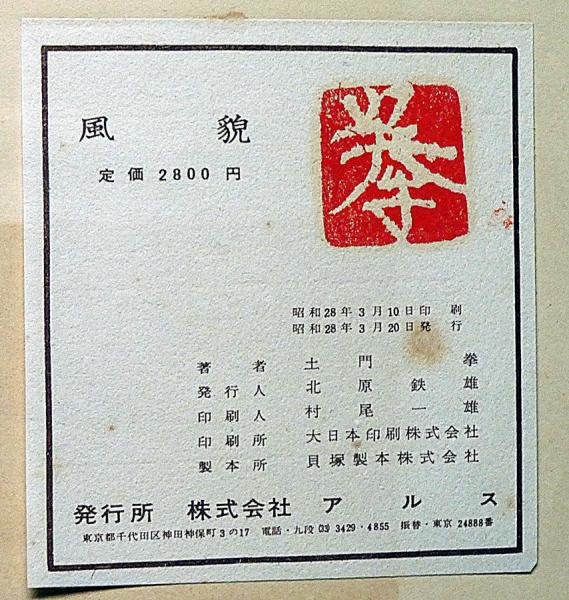 風貌
拳
定価 2800 円
昭和28年3月10日印刷
昭和28年3月20日発行
著者 土門拳
発行人 北原鉄雄
印刷人 村尾一雄
印刷所 大日本印刷株式会社
製本所 貝塚製本株式会社
発行所 株式会社 アルス
東京都千代田区神田神保町3の17 電話・九段(33)3429・4855 振替・東京 24888番